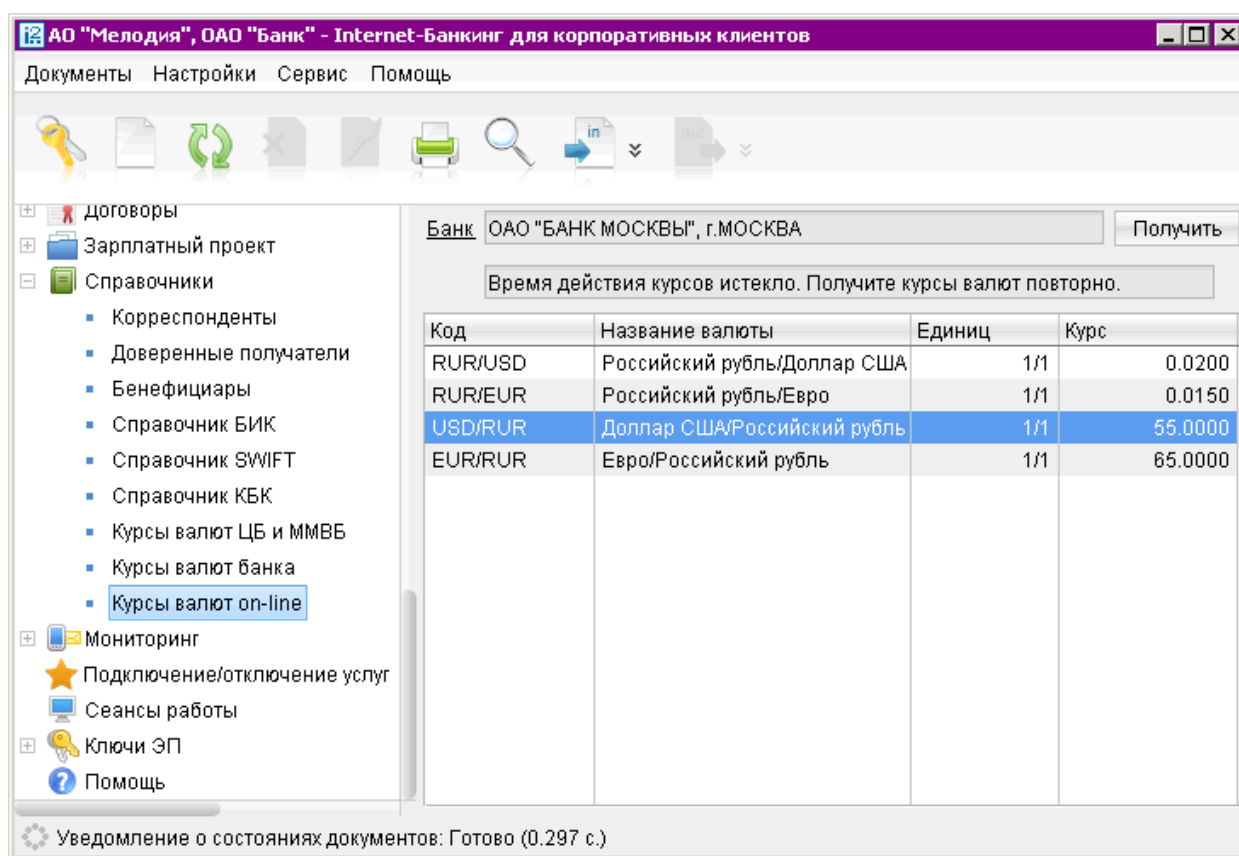 АО "Мелодия", ОАО "Банк" - Internet-Банкинг для корпоративных клиентов
Документы Настройки Сервис Помощь
in out
Договоры
Зарплатный проект
Справочники
Корреспонденты
Доверенные получатели
Бенефициары
Справочник БИК
Справочник SWIFT
Справочник КБК
Курсы валют ЦБ и ММВБ
Курсы валют банка
Курсы валют on-line
Мониторинг
Подключение/отключение услуг
Сеансы работы
Ключи ЭП
Помощь
Банк ОАО "БАНК МОСКВЫ", г.МОСКВА Получить
Время действия курсов истекло. Получите курсы валют повторно.
Код Название валюты Единиц Курс
RUR/USD Российский рубль/Доллар США 1/1 0.0200
RUR/EUR Российский рубль/Евро 1/1 0.0150
USD/RUR Доллар США/Российский рубль 1/1 55.0000
EUR/RUR Евро/Российский рубль 1/1 65.0000
Уведомление о состояниях документов: Готово (0.297 с.)